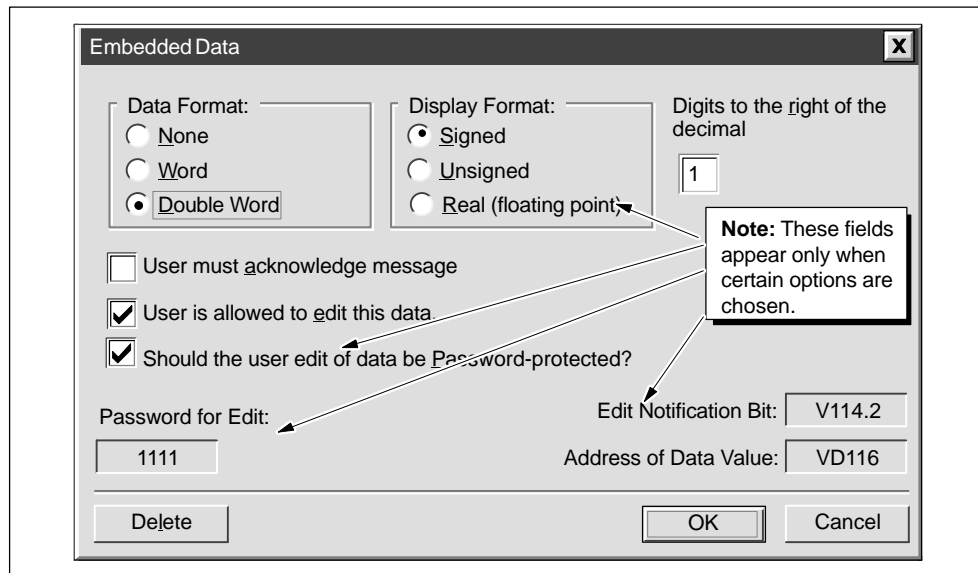 Embedded Data
X
Data Format:
None
Word
Double Word
Display Format:
Signed
Unsigned
Real (floating point)
Digits to the right of the
decimal
1
Note: These fields
appear only when
certain options are
chosen.
User must acknowledge message
User is allowed to edit this data.
Should the user edit of data be Password-protected?
Password for Edit:
1111
Edit Notification Bit:
V114.2
Address of Data Value:
VD116
Delete
OK
Cancel